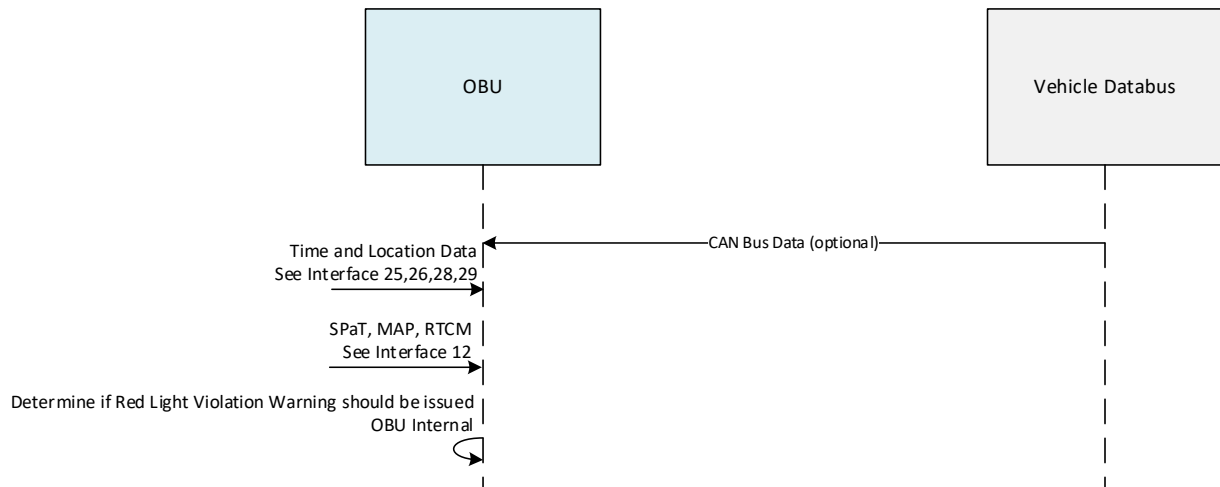 OBU
Vehicle Databus
CAN Bus Data (optional)
Time and Location Data
See Interface 25,26,28,29
SPaT, MAP, RTCM
See Interface 12
Determine if Red Light Violation Warning should be issued
OBU Internal